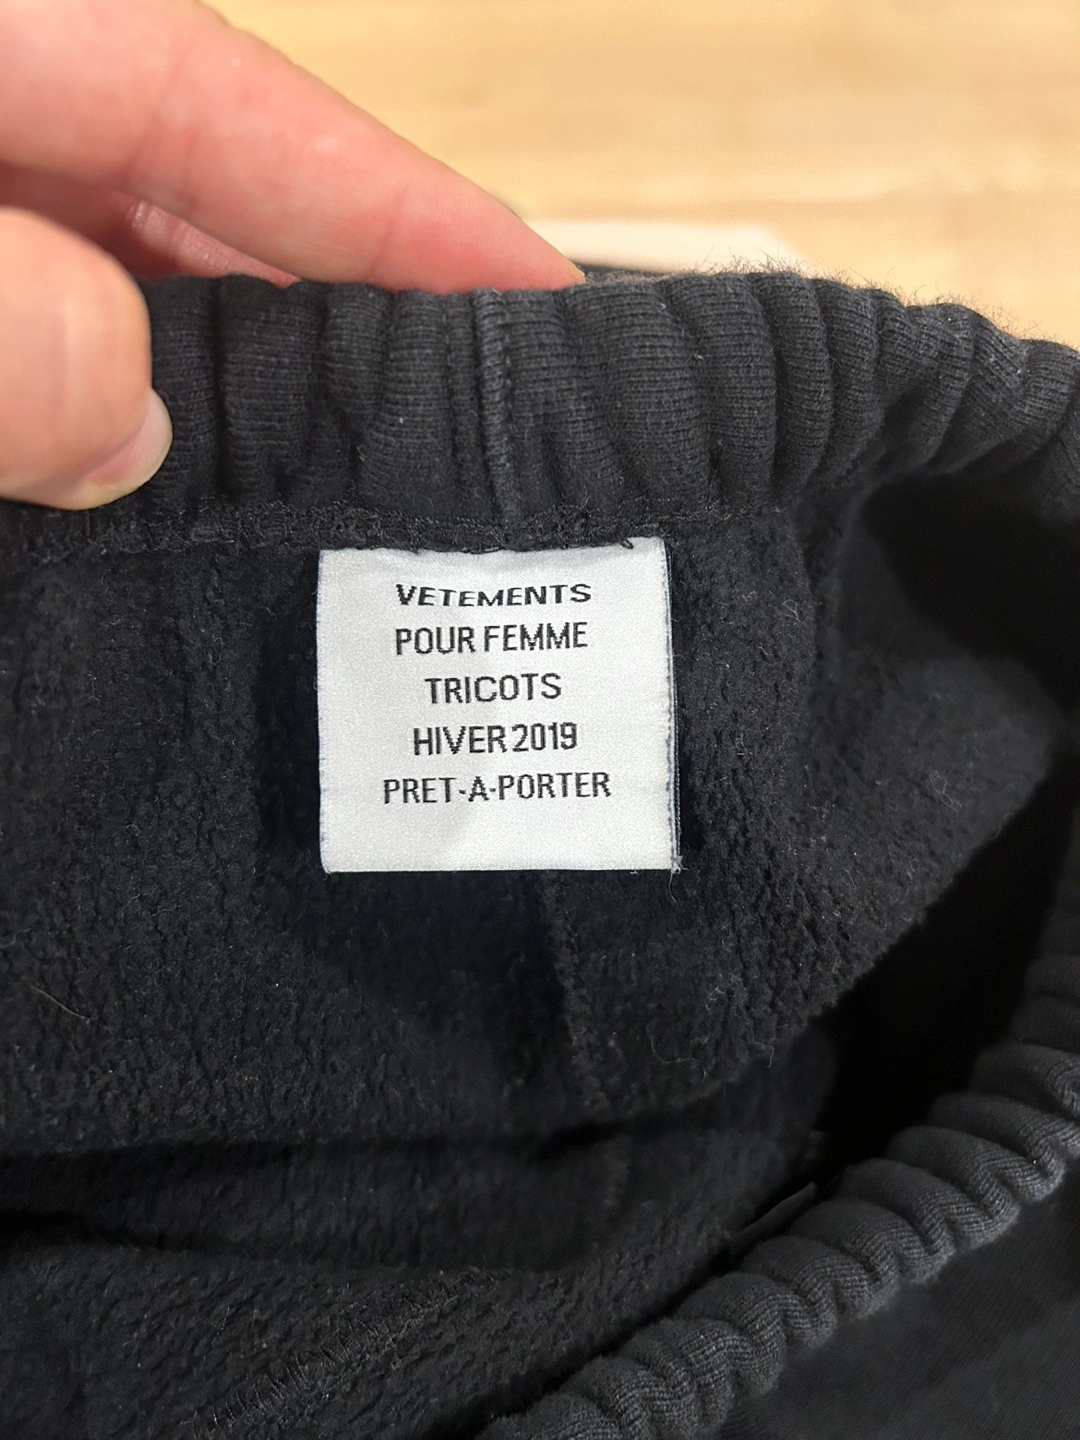 VETEMENTS
POUR FEMME
TRICOTS
HIVER 2019
PRET-A-PORTER